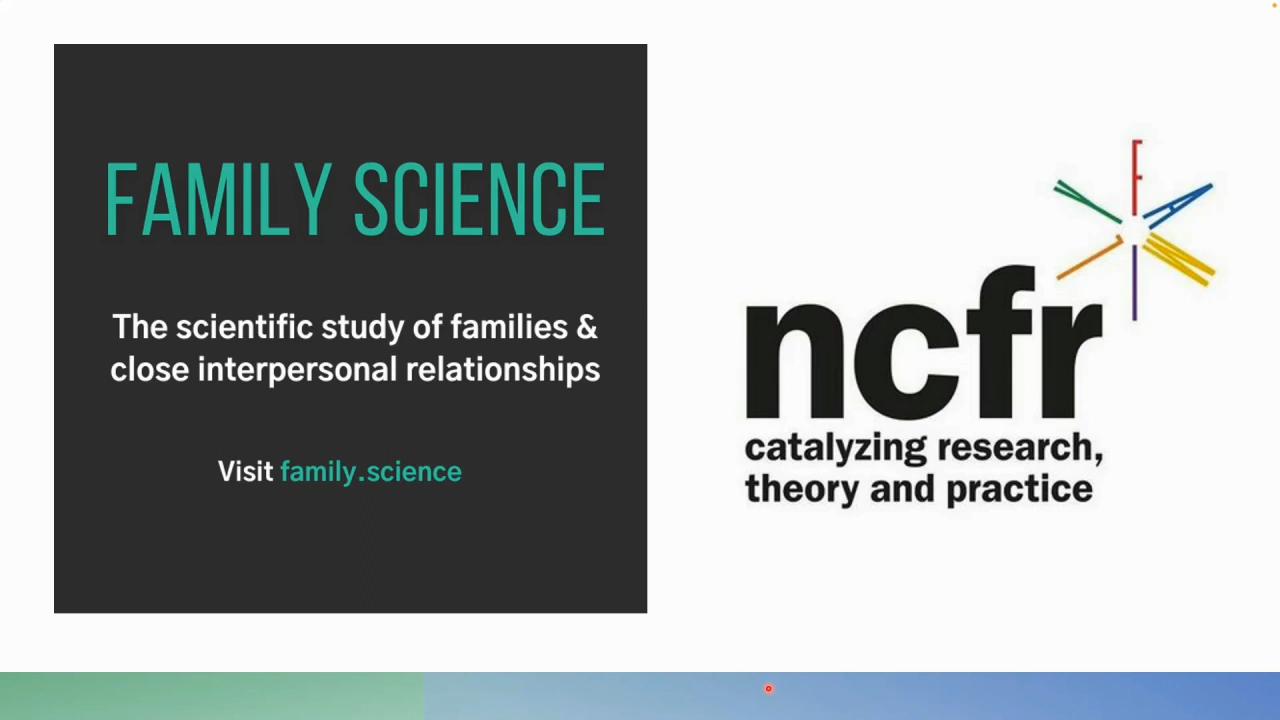 FAMILY SCIENCE
The scientific study of families &
close interpersonal relationships
Visit family.science
ncfr
catalyzing research,
theory and practice